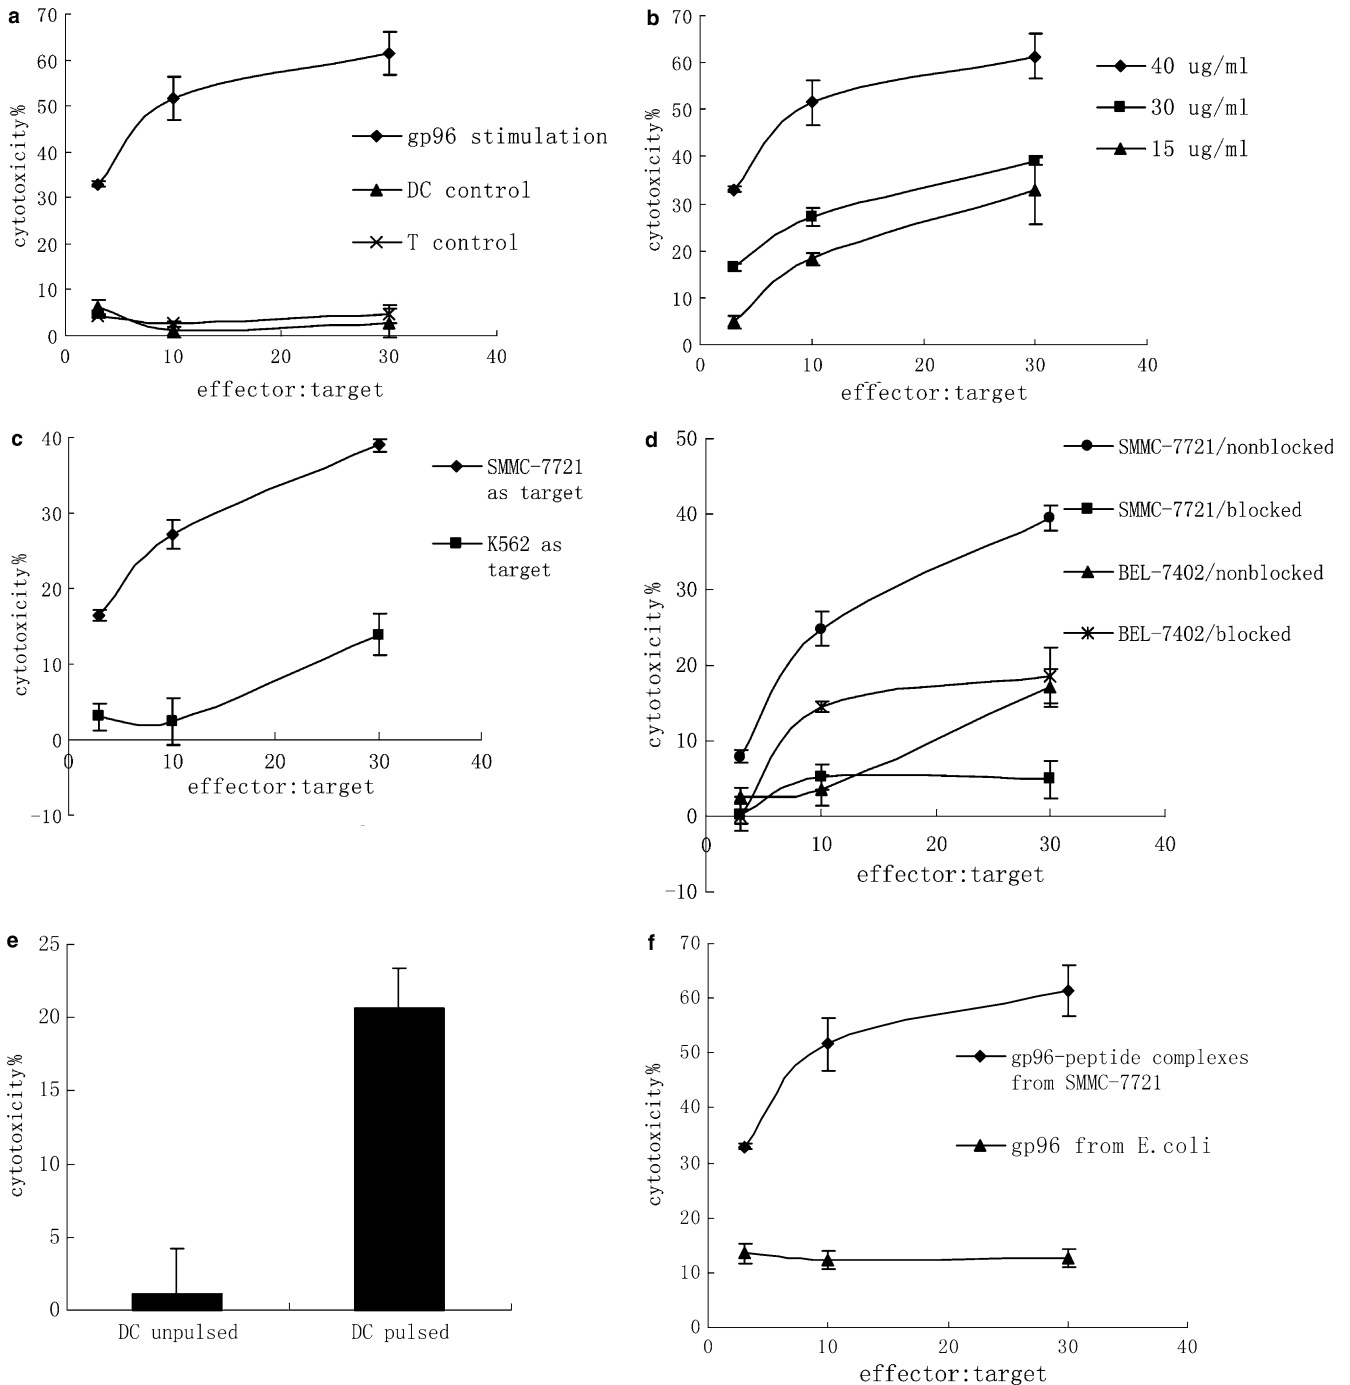 a
70
60
50
40
30
20
10
0
cytotoxicity%
0 10 20 30 40
effector:target
gp96 stimulation
DC control
T control
b
70
60
50
40
30
20
10
0
cytotoxicity%
0 10 20 30 40
effector:target
40 ug/ml
30 ug/ml
15 ug/ml
c
40
30
20
10
0
-10
cytotoxicity%
0 10 20 30 40
effector:target
SMMC-7721
as target
K562 as
target
d
50
40
30
20
10
0
-10
cytotoxicity%
0 10 20 30 40
effector:target
SMMC-7721/nonblocked
SMMC-7721/blocked
BEL-7402/nonblocked
BEL-7402/blocked
e
25
20
15
10
5
0
cytotoxicity%
DC unpulsed DC pulsed
f
70
60
50
40
30
20
10
0
cytotoxicity%
0 10 20 30 40
effector:target
gp96-peptide complexes
from SMMC-7721
gp96 from E.coli